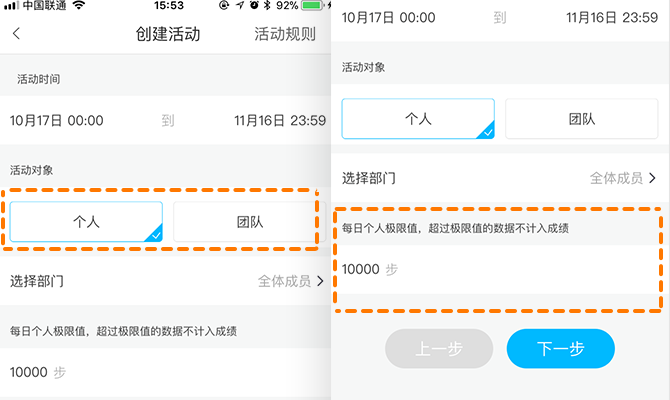 中国联通 15:53 92%
创建活动 活动规则
活动时间
10月17日 00:00 到 11月16日 23:59
活动对象
个人 团队
选择部门 全体成员
每日个人极限值，超过极限值的数据不计入成绩
10000 步
10月17日 00:00 到 11月16日 23:59
活动对象
个人 团队
选择部门 全体成员
每日个人极限值，超过极限值的数据不计入成绩
10000 步
上一步 下一步